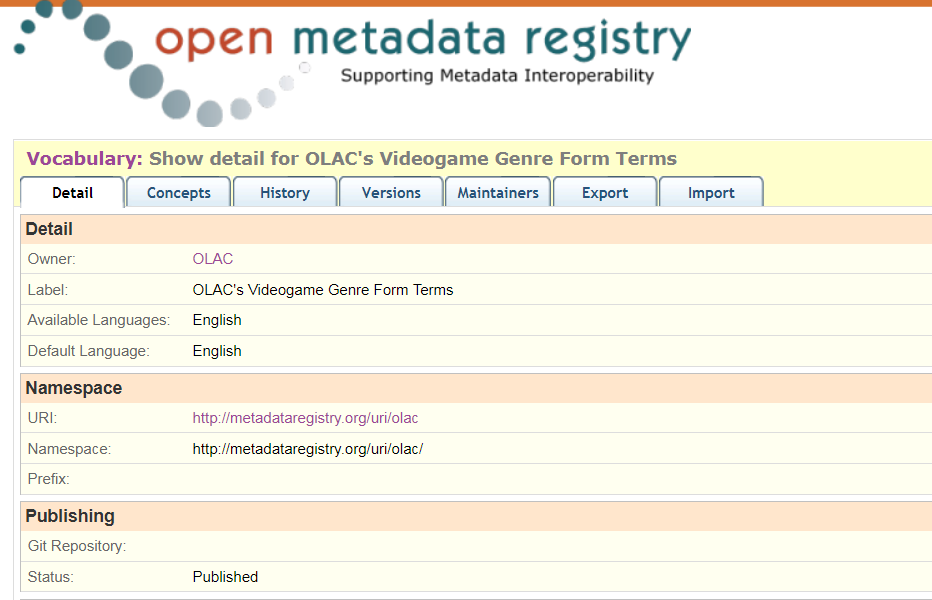 open metadata registry
Supporting Metadata Interoperability
Vocabulary: Show detail for OLAC's Videogame Genre Form Terms
Detail Concepts History Versions Maintainers Export Import
Detail
Owner: OLAC
Label: OLAC's Videogame Genre Form Terms
Available Languages: English
Default Language: English
Namespace
URI: http://metadataregistry.org/uri/olac
Namespace: http://metadataregistry.org/uri/olac/
Prefix:
Publishing
Git Repository:
Status: Published